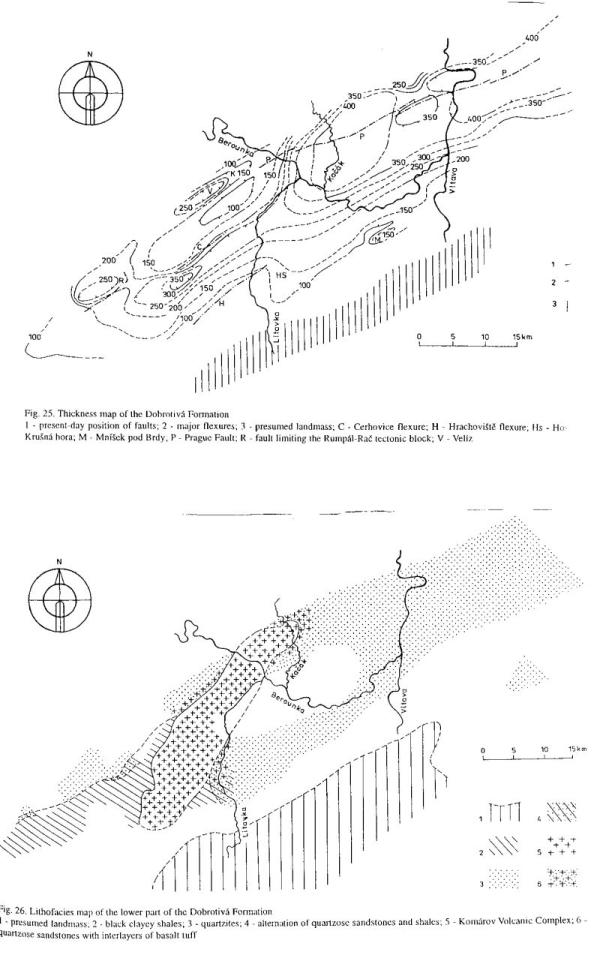 N
400
350
P
250
350
400
350
P
350
400
Berounka
P
Kačák
350
300
250
200
Vltava
100
K 150
150
V
250
100
150
150
M
C
200
150
HS
250
R
350
300
150
100
250
200
H
100
100
Litavka
1
2
3
0 5 10 15 km
Fig. 25. Thickness map of the Dobrotivá Formation
1 - present-day position of faults; 2 - major flexures; 3 - presumed landmass; C - Cerhovice flexure; H - Hrachoviště flexure; Hs - Ho-
Krušná hora; M - Mníšek pod Brdy, P - Prague Fault; R - fault limiting the Rumpál-Rač tectonic block; V - Velíz
N
Kačák
Berounka
Vltava
0 5 10 15 km
Litavka
1 4
2 5
3 6
Fig. 26. Lithofacies map of the lower part of the Dobrotivá Formation
1 - presumed landmass; 2 - black clayey shales; 3 - quartzites; 4 - alternation of quartzose sandstones and shales; 5 - Komárov Volcanic Complex; 6 -
quartzose sandstones with interlayers of basalt tuff